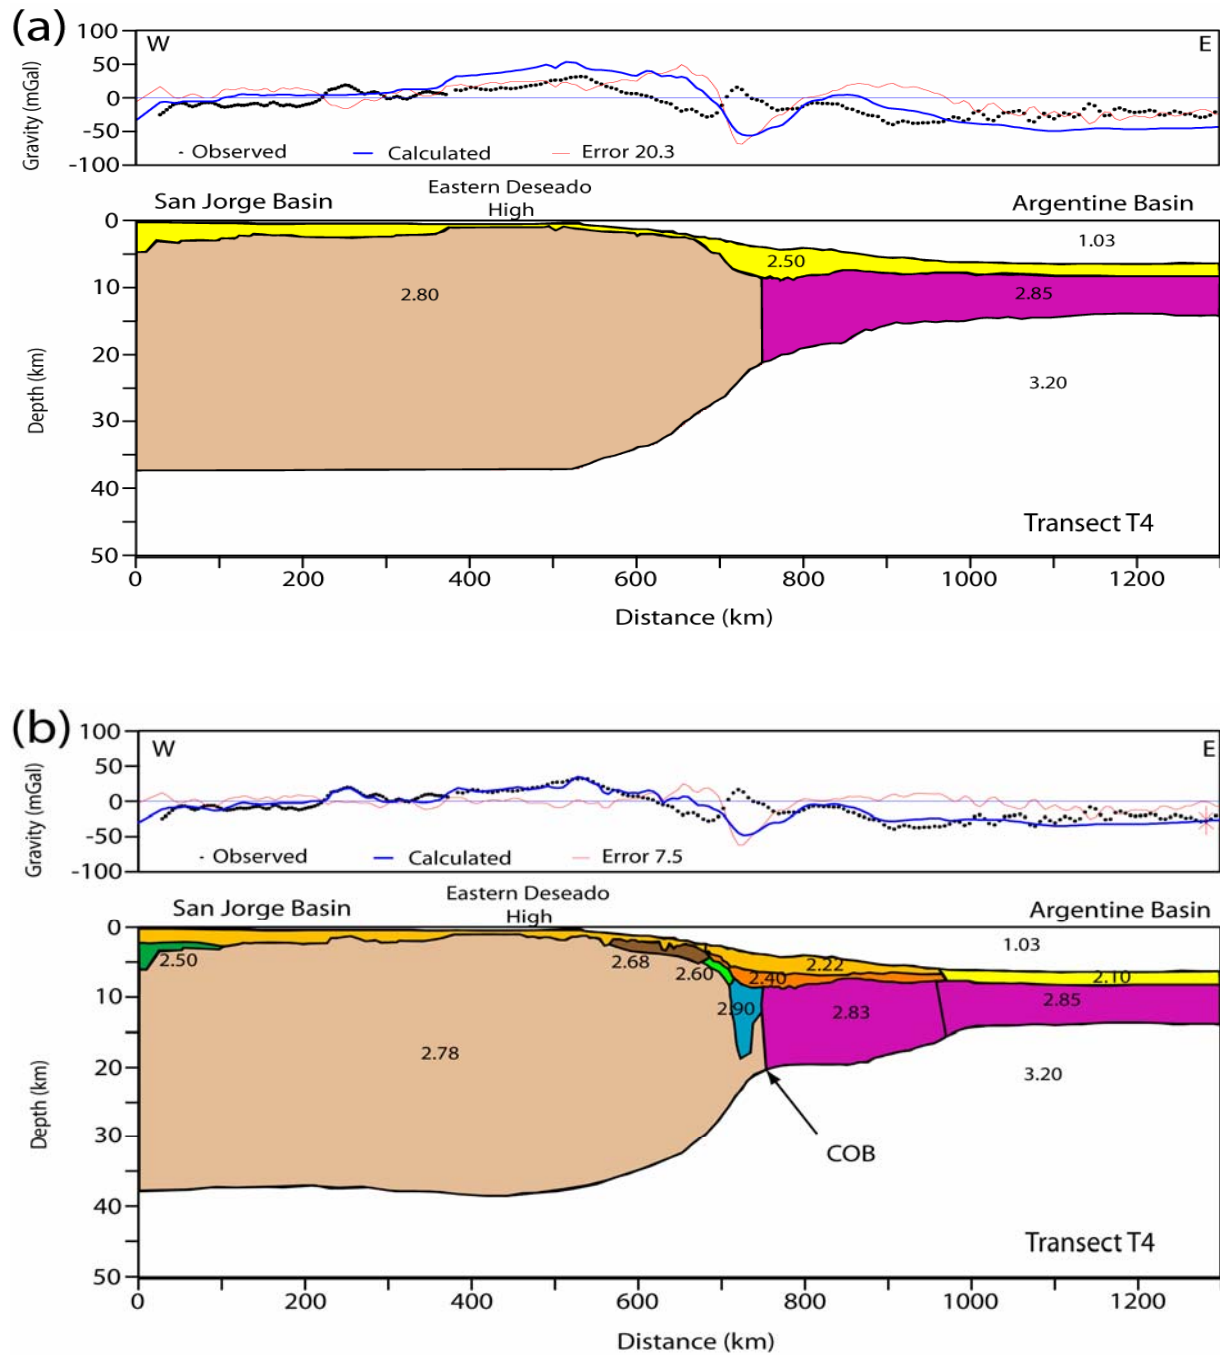 (a)
100
50
0
-50
-100
Gravity (mGal)
W
E
Observed
Calculated
Error 20.3
San Jorge Basin
Eastern Deseado
High
Argentine Basin
0
10
20
30
40
50
Depth (km)
1.03
2.50
2.80
2.85
3.20
Transect T4
0 200 400 600 800 1000 1200
Distance (km)
(b)
100
50
0
-50
-100
Gravity (mGal)
W
E
Observed
Calculated
Error 7.5
San Jorge Basin
Eastern Deseado
High
Argentine Basin
0
10
20
30
40
50
Depth (km)
1.03
2.50
2.68
2.60
2.22
2.40
2.10
2.90
2.83
2.85
2.78
3.20
COB
Transect T4
0 200 400 600 800 1000 1200
Distance (km)